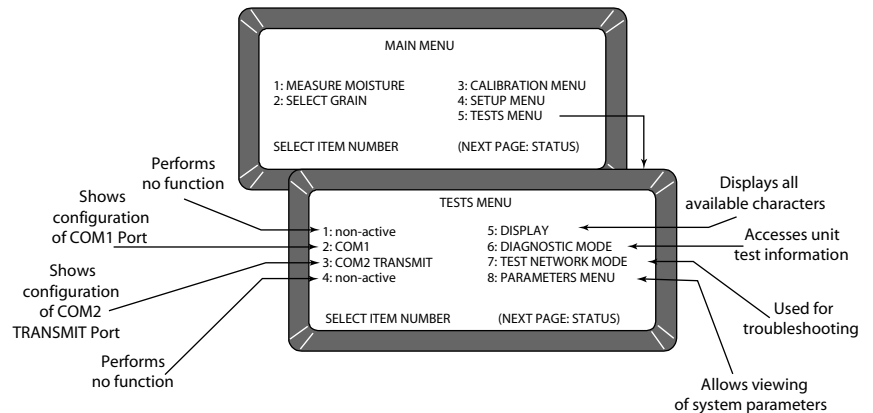 MAIN MENU
1: MEASURE MOISTURE
2: SELECT GRAIN
3: CALIBRATION MENU
4: SETUP MENU
5: TESTS MENU
SELECT ITEM NUMBER
(NEXT PAGE: STATUS)
Performs
no function
Shows
configuration
of COM1 Port
Shows
configuration
of COM2
TRANSMIT Port
Performs
no function
TESTS MENU
1: non-active
2: COM1
3: COM2 TRANSMIT
4: non-active
5: DISPLAY
6: DIAGNOSTIC MODE
7: TEST NETWORK MODE
8: PARAMETERS MENU
SELECT ITEM NUMBER
(NEXT PAGE: STATUS)
Displays all
available characters
Accesses unit
test information
Used for
troubleshooting
Allows viewing
of system parameters